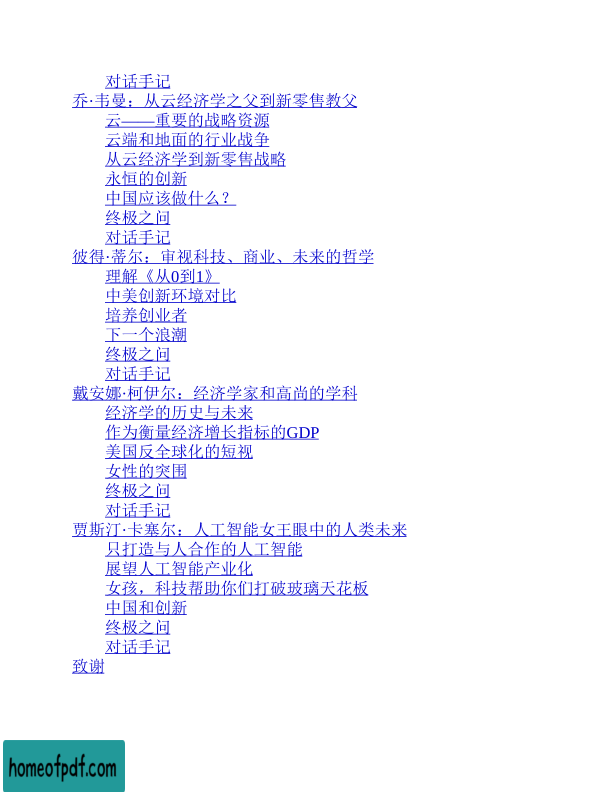 对话手记
乔·韦曼：从云经济学之父到新零售教父
云——重要的战略资源
云端和地面的行业战争
从云经济学到新零售战略
永恒的创新
中国应该做什么？
终极之问
对话手记
彼得·蒂尔：审视科技、商业、未来的哲学
理解《从0到1》
中美创新环境对比
培养创业者
下一个浪潮
终极之问
对话手记
戴安娜·柯伊尔：经济学家和高尚的学科
经济学的历史与未来
作为衡量经济增长指标的GDP
美国反全球化的短视
女性的突围
终极之问
对话手记
贾斯汀·卡塞尔：人工智能女王眼中的人类未来
只打造与人合作的人工智能
展望人工智能产业化
女孩，科技帮助你们打破玻璃天花板
中国和创新
终极之问
对话手记
致谢
homeofpdf.com